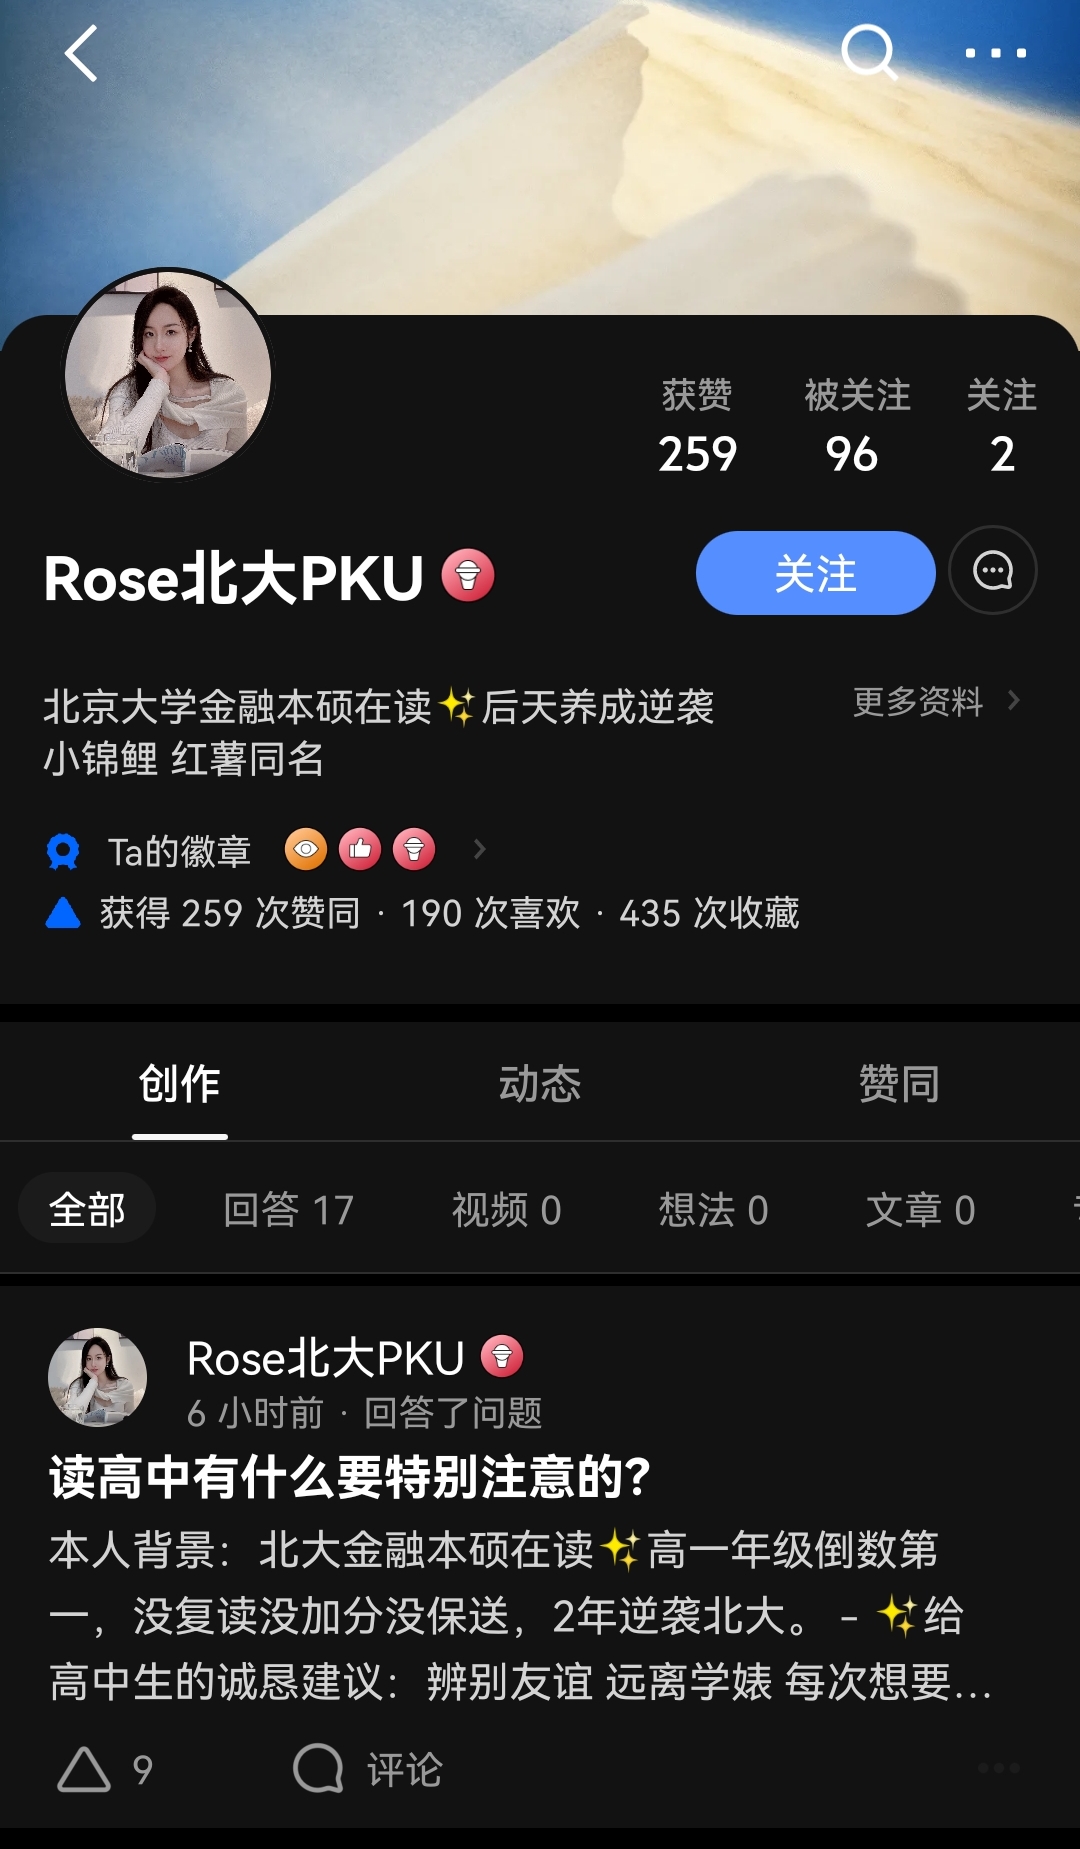 获赞 被关注 关注
259 96 2
Rose北大PKU
关注
北京大学金融本硕在读✨后天养成逆袭
小锦鲤 红薯同名
更多资料
Ta的徽章
获得 259 次赞同 · 190 次喜欢 · 435 次收藏
创作 动态 赞同
全部 回答 17 视频 0 想法 0 文章 0
Rose北大PKU
6 小时前 · 回答了问题
读高中有什么要特别注意的?
本人背景：北大金融本硕在读✨高一年级倒数第
一，没复读没加分没保送，2年逆袭北大。 – ✨给
高中生的诚恳建议：辨别友谊 远离学婊 每次想要...
9 评论